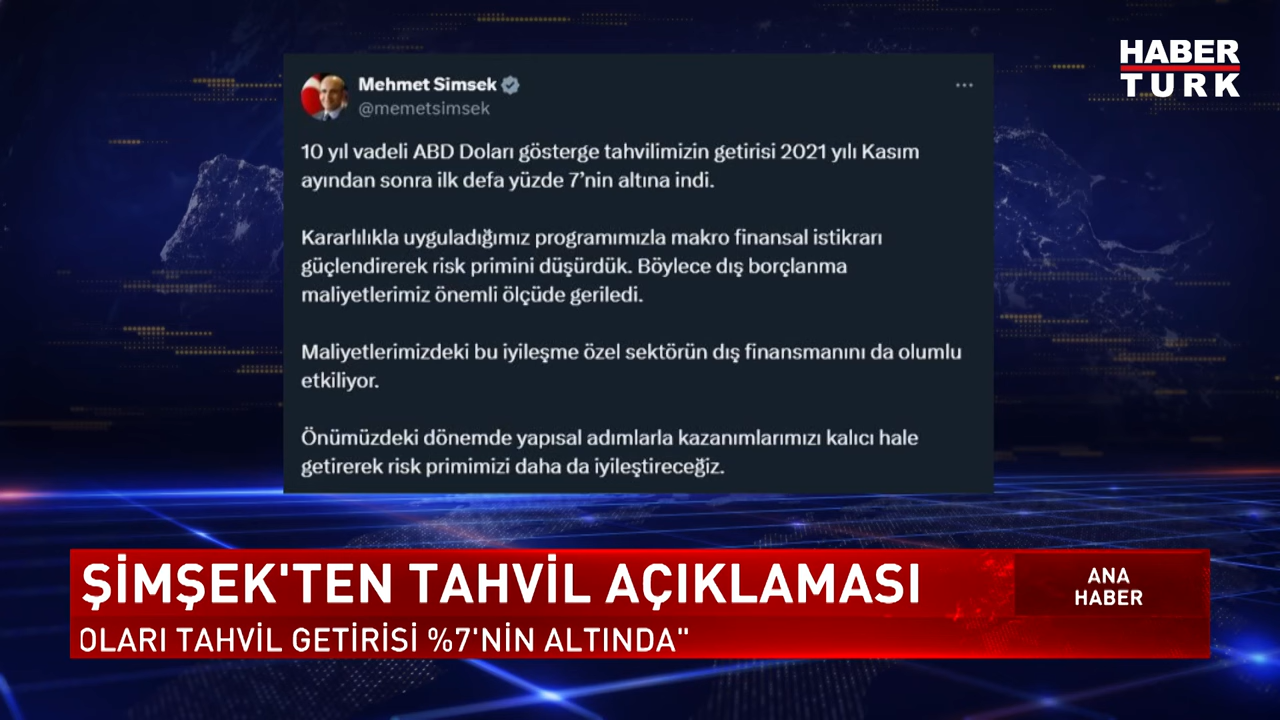 HABER
TURK
Mehmet Simsek
@memetsimsek
10 yıl vadeli ABD Doları gösterge tahvilimizin getirisi 2021 yılı Kasım
ayından sonra ilk defa yüzde 7’nin altına indi.
Kararlılıkla uyguladığımız programımızla makro finansal istikrarı
güçlendirerek risk primini düşürdük. Böylece dış borçlanma
maliyetlerimiz önemli ölçüde geriledi.
Maliyetlerimizdeki bu iyileşme özel sektörün dış finansmanını da olumlu
etkiliyor.
Önümüzdeki dönemde yapısal adımlarla kazanımlarımızı kalıcı hale
getirerek risk primimizi daha da iyileştireceğiz.
ŞİMŞEK'TEN TAHVİL AÇIKLAMASI
OLARI TAHVİL GETİRİSİ %7'NİN ALTINDA"
ANA
HABER